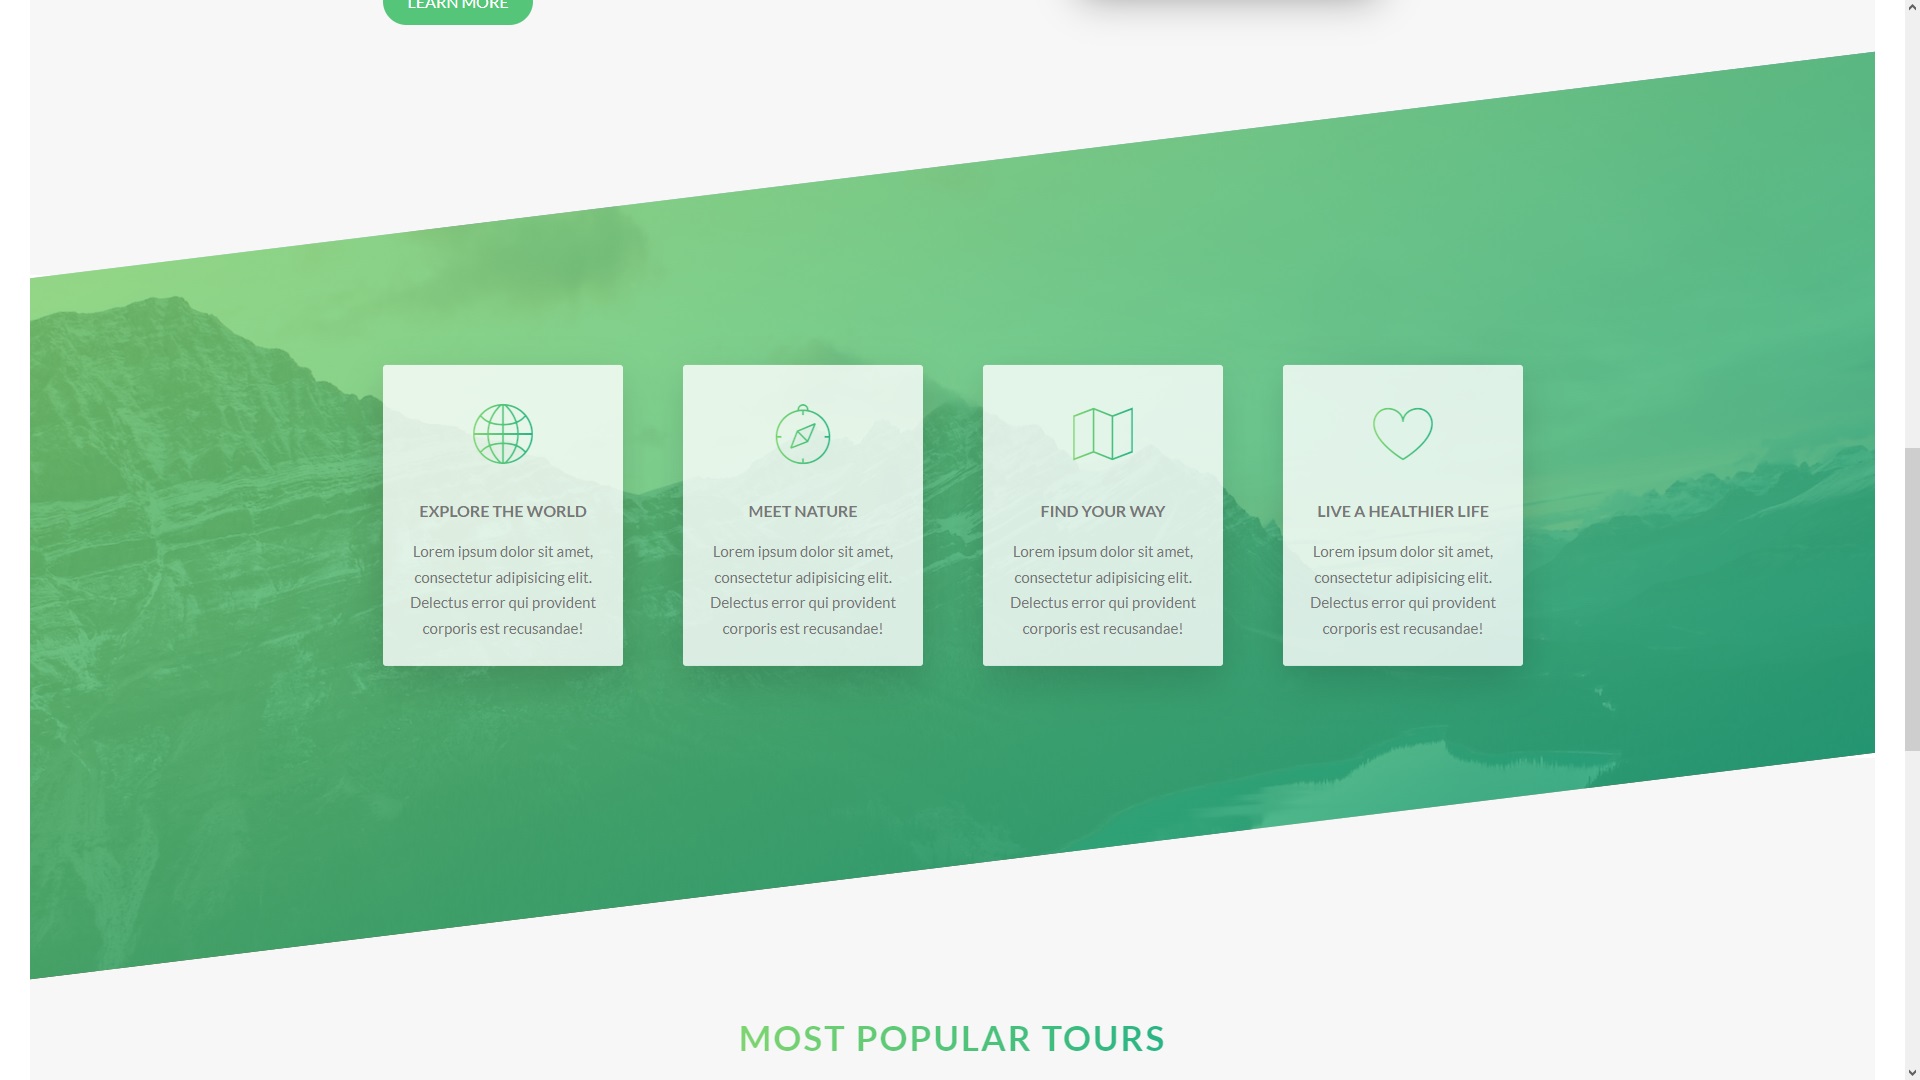 LEARN MORE
EXPLORE THE WORLD
Lorem ipsum dolor sit amet,
consectetur adipisicing elit.
Delectus error qui provident
corporis est recusandae!
MEET NATURE
Lorem ipsum dolor sit amet,
consectetur adipisicing elit.
Delectus error qui provident
corporis est recusandae!
FIND YOUR WAY
Lorem ipsum dolor sit amet,
consectetur adipisicing elit.
Delectus error qui provident
corporis est recusandae!
LIVE A HEALTHIER LIFE
Lorem ipsum dolor sit amet,
consectetur adipisicing elit.
Delectus error qui provident
corporis est recusandae!
MOST POPULAR TOURS